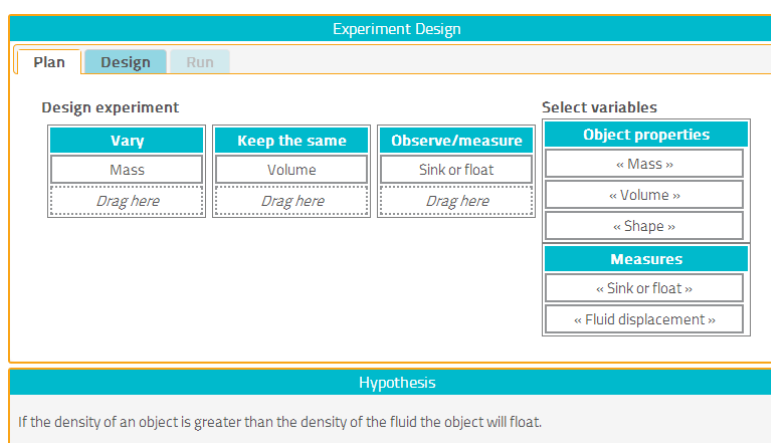 Experiment Design
Plan Design Run
Design experiment
Select variables
Vary Keep the same Observe/measure
Mass Volume Sink or float
Drag here Drag here Drag here
Object properties
« Mass »
« Volume »
« Shape »
Measures
« Sink or float »
« Fluid displacement »
Hypothesis
If the density of an object is greater than the density of the fluid the object will float.